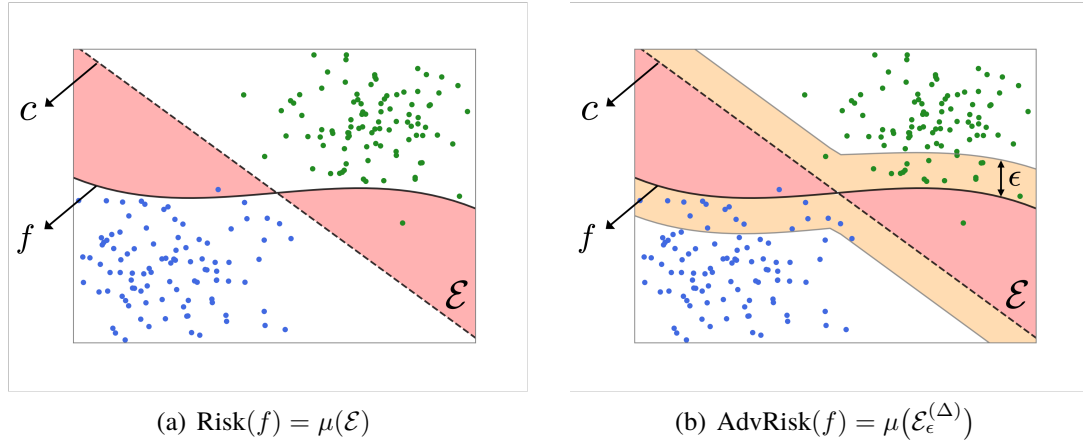 c
f
ℰ
(a) Risk(f) = μ(ℰ)
c
f
ϵ
ℰ
(b) AdvRisk(f) = μ(ℰ_ϵ^(Δ))